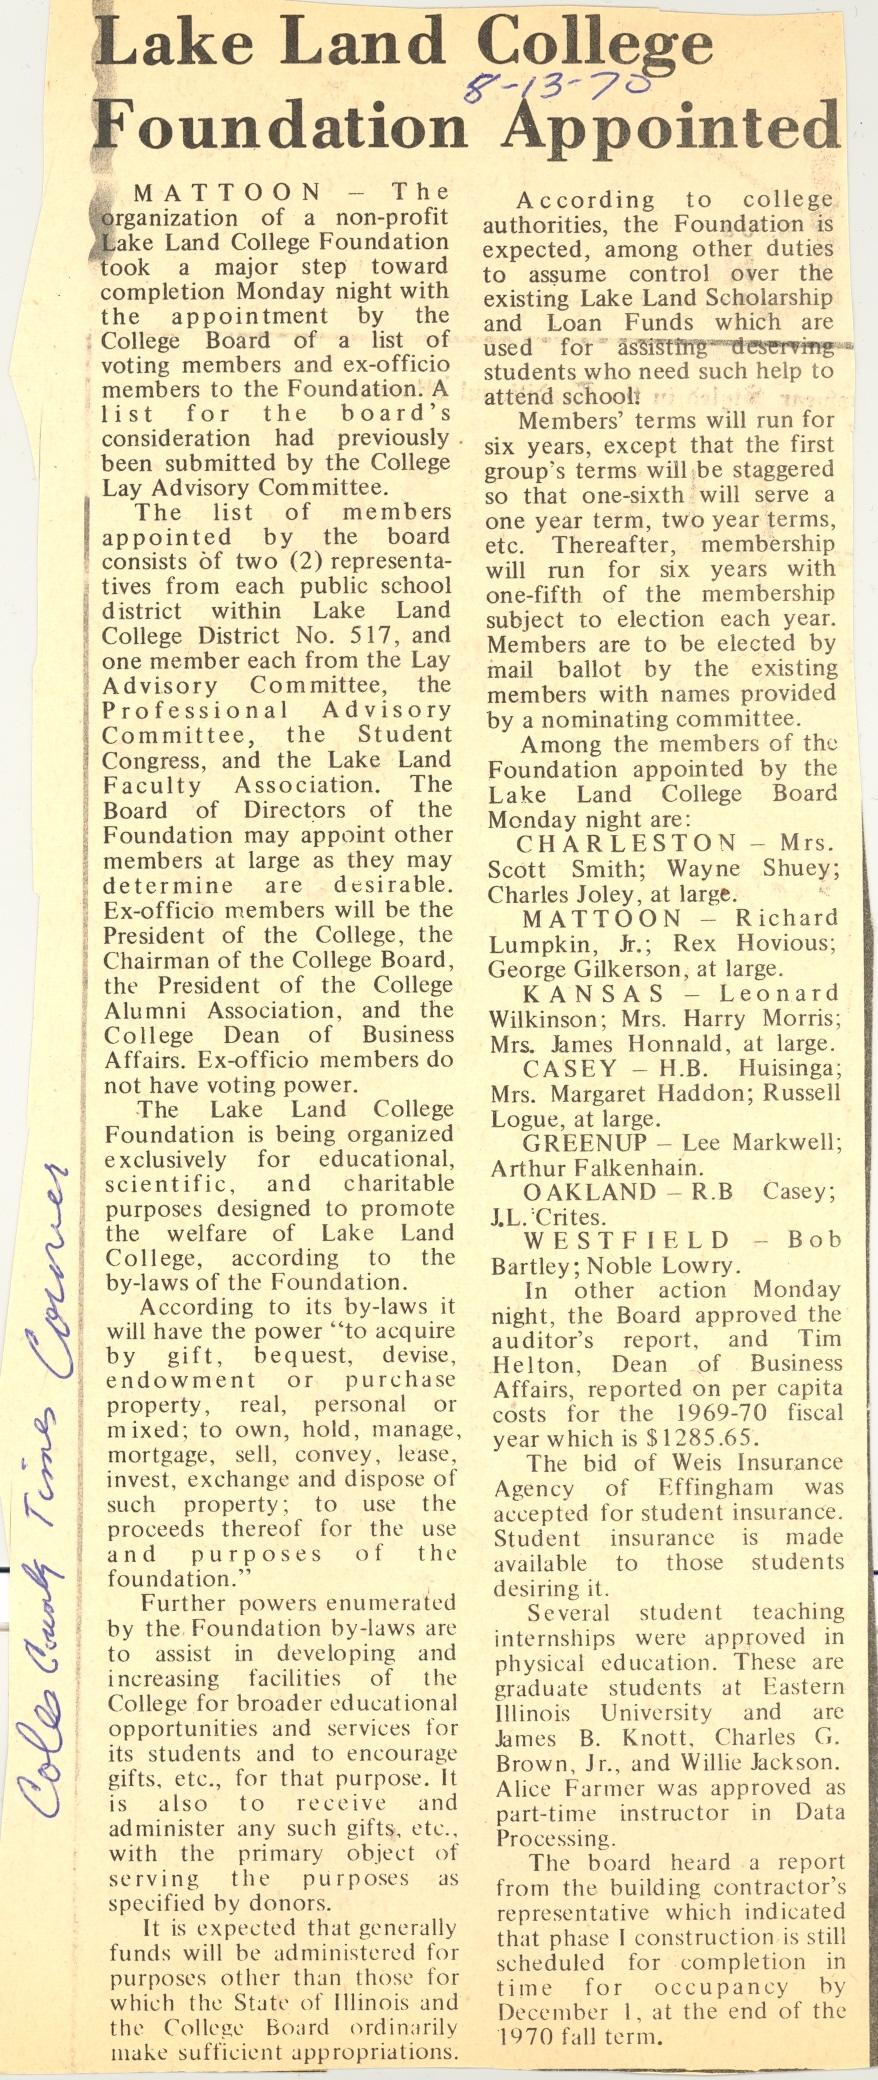 Lake Land College
8-13-70
Foundation Appointed
MATTOON – The
organization of a non-profit
Lake Land College Foundation
took a major step toward
completion Monday night with
the appointment by the
College Board of a list of
voting members and ex-officio
members to the Foundation. A
list for the board's
consideration had previously
been submitted by the College
Lay Advisory Committee.
The list of members
appointed by the board
consists of two (2) representa-
tives from each public school
district within Lake Land
College District No. 517, and
one member each from the Lay
Advisory Committee, the
Professional Advisory
Committee, the Student
Congress, and the Lake Land
Faculty Association. The
Board of Directors of the
Foundation may appoint other
members at large as they may
determine are desirable.
Ex-officio members will be the
President of the College, the
Chairman of the College Board,
the President of the College
Alumni Association, and the
College Dean of Business
Affairs. Ex-officio members do
not have voting power.
The Lake Land College
Foundation is being organized
exclusively for educational,
scientific, and charitable
purposes designed to promote
the welfare of Lake Land
College, according to the
by-laws of the Foundation.
According to its by-laws it
will have the power “to acquire
by gift, bequest, devise,
endowment or purchase
property, real, personal or
mixed; to own, hold, manage,
mortgage, sell, convey, lease,
invest, exchange and dispose of
such property; to use the
proceeds thereof for the use
and purposes of the
foundation.”
Further powers enumerated
by the Foundation by-laws are
to assist in developing and
increasing facilities of the
College for broader educational
opportunities and services for
its students and to encourage
gifts, etc., for that purpose. It
is also to receive and
administer any such gifts, etc.,
with the primary object of
serving the purposes as
specified by donors.
It is expected that generally
funds will be administered for
purposes other than those for
which the State of Illinois and
the College Board ordinarily
make sufficient appropriations.
According to college
authorities, the Foundation is
expected, among other duties
to assume control over the
existing Lake Land Scholarship
and Loan Funds which are
used for assisting deserving
students who need such help to
attend school.
Members' terms will run for
six years, except that the first
group's terms will be staggered
so that one-sixth will serve a
one year term, two year terms,
etc. Thereafter, membership
will run for six years with
one-fifth of the membership
subject to election each year.
Members are to be elected by
mail ballot by the existing
members with names provided
by a nominating committee.
Among the members of the
Foundation appointed by the
Lake Land College Board
Monday night are:
CHARLESTON – Mrs.
Scott Smith; Wayne Shuey;
Charles Joley, at large.
MATTOON – Richard
Lumpkin, Jr.; Rex Hovious;
George Gilkerson, at large.
KANSAS – Leonard
Wilkinson; Mrs. Harry Morris;
Mrs. James Honnald, at large.
CASEY – H.B. Huisinga;
Mrs. Margaret Haddon; Russell
Logue, at large.
GREENUP – Lee Markwell;
Arthur Falkenhain.
OAKLAND – R.B Casey;
J.L. Crites.
WESTFIELD – Bob
Bartley; Noble Lowry.
In other action Monday
night, the Board approved the
auditor's report, and Tim
Helton, Dean of Business
Affairs, reported on per capita
costs for the 1969-70 fiscal
year which is $1285.65.
The bid of Weis Insurance
Agency of Effingham was
accepted for student insurance.
Student insurance is made
available to those students
desiring it.
Several student teaching
internships were approved in
physical education. These are
graduate students at Eastern
Illinois University and are
James B. Knott, Charles G.
Brown, Jr., and Willie Jackson.
Alice Farmer was approved as
part-time instructor in Data
Processing.
The board heard a report
from the building contractor's
representative which indicated
that phase I construction is still
scheduled for completion in
time for occupancy by
December 1, at the end of the
1970 fall term.
Coles County Times Courier